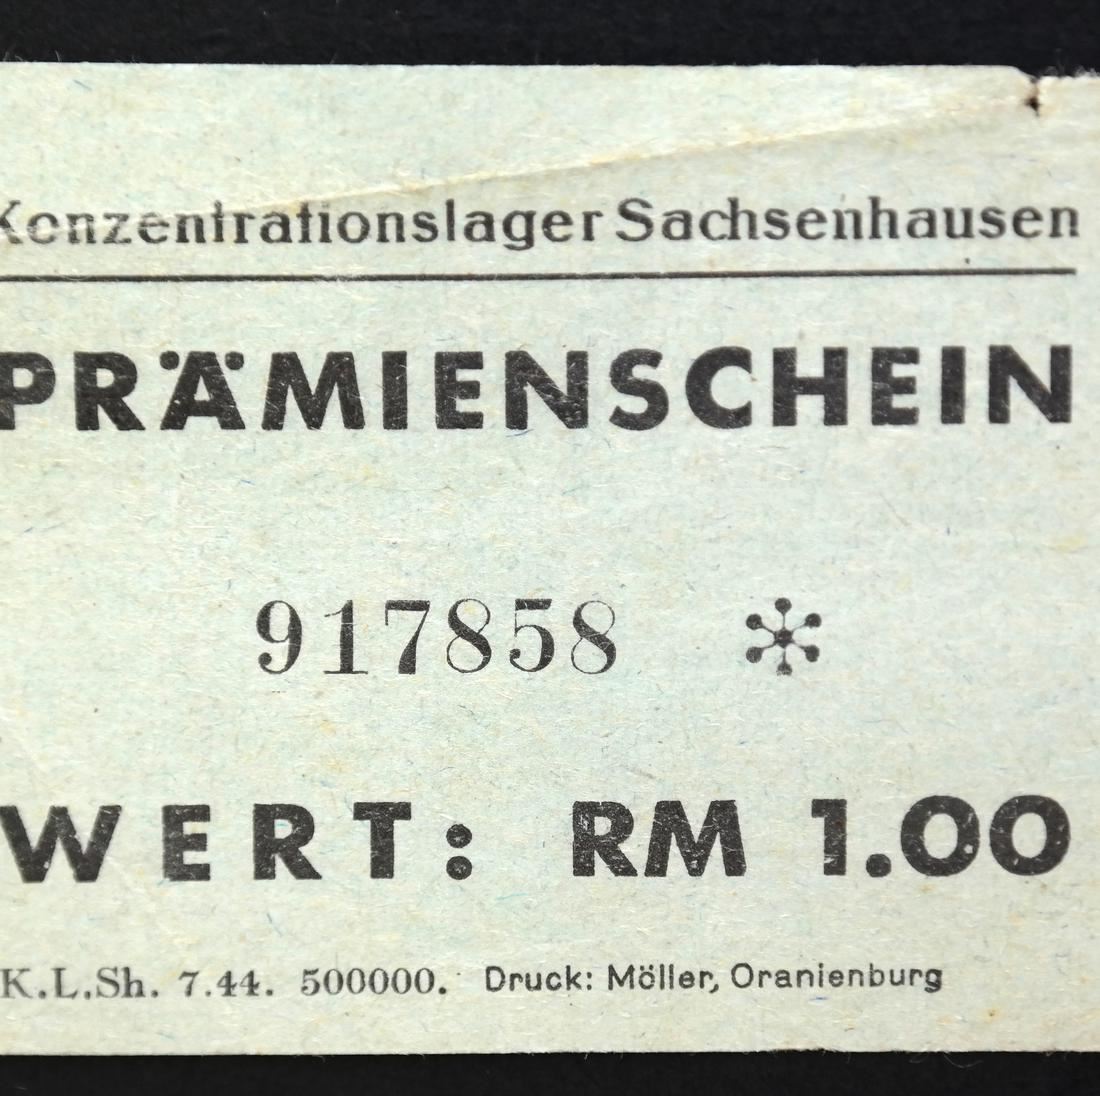 Konzentrationslager Sachsenhausen
PRÄMIENSCHEIN
917858 *
WERT: RM 1.00
K.L.Sh. 7.44. 500000. Druck: Möller, Oranienburg